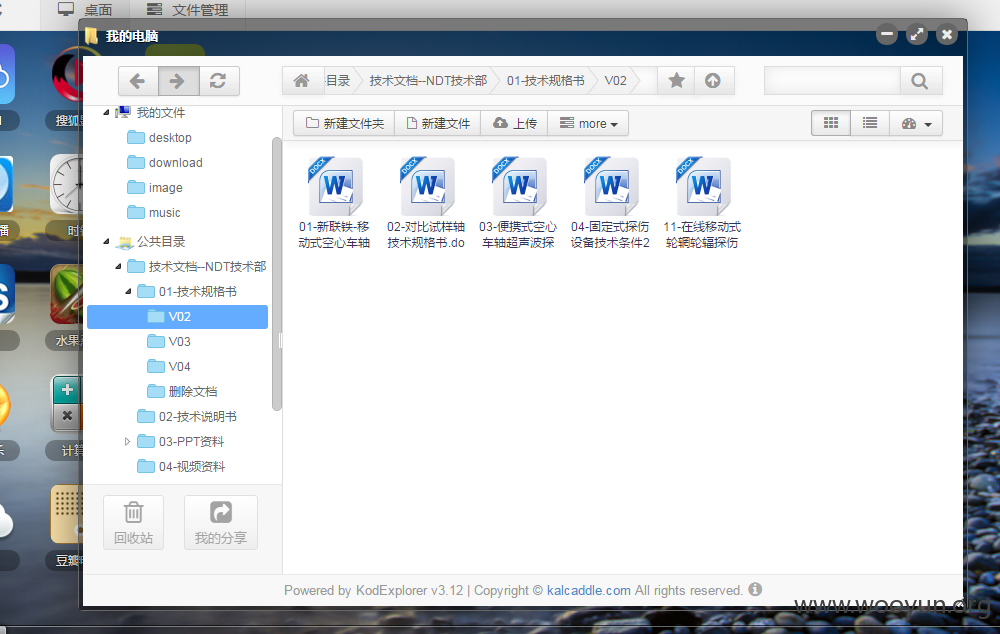 桌面 文件管理
我的电脑
目录 技术文档--NDT技术部 01-技术规格书 V02
我的文件
desktop
download
image
music
公共目录
技术文档--NDT技术部
01-技术规格书
V02
V03
V04
删除文档
02-技术说明书
03-PPT资料
04-视频资料
回收站 我的分享
新建文件夹 新建文件 上传 more
DOCX W DOCX W DOCX W DOCX W DOCX W
01-新联铁-移
动式空心车轴
02-对比试样轴
技术规格书.do
03-便携式空心
车轴超声波探
04-固定式探伤
设备技术条件2
11-在线移动式
轮辋轮辐探伤
Powered by KodExplorer v3.12 | Copyright © kalcaddle.com All rights reserved.
搜狐
播
时
S
水果
乐
计算
豆瓣
www.wooyun.org